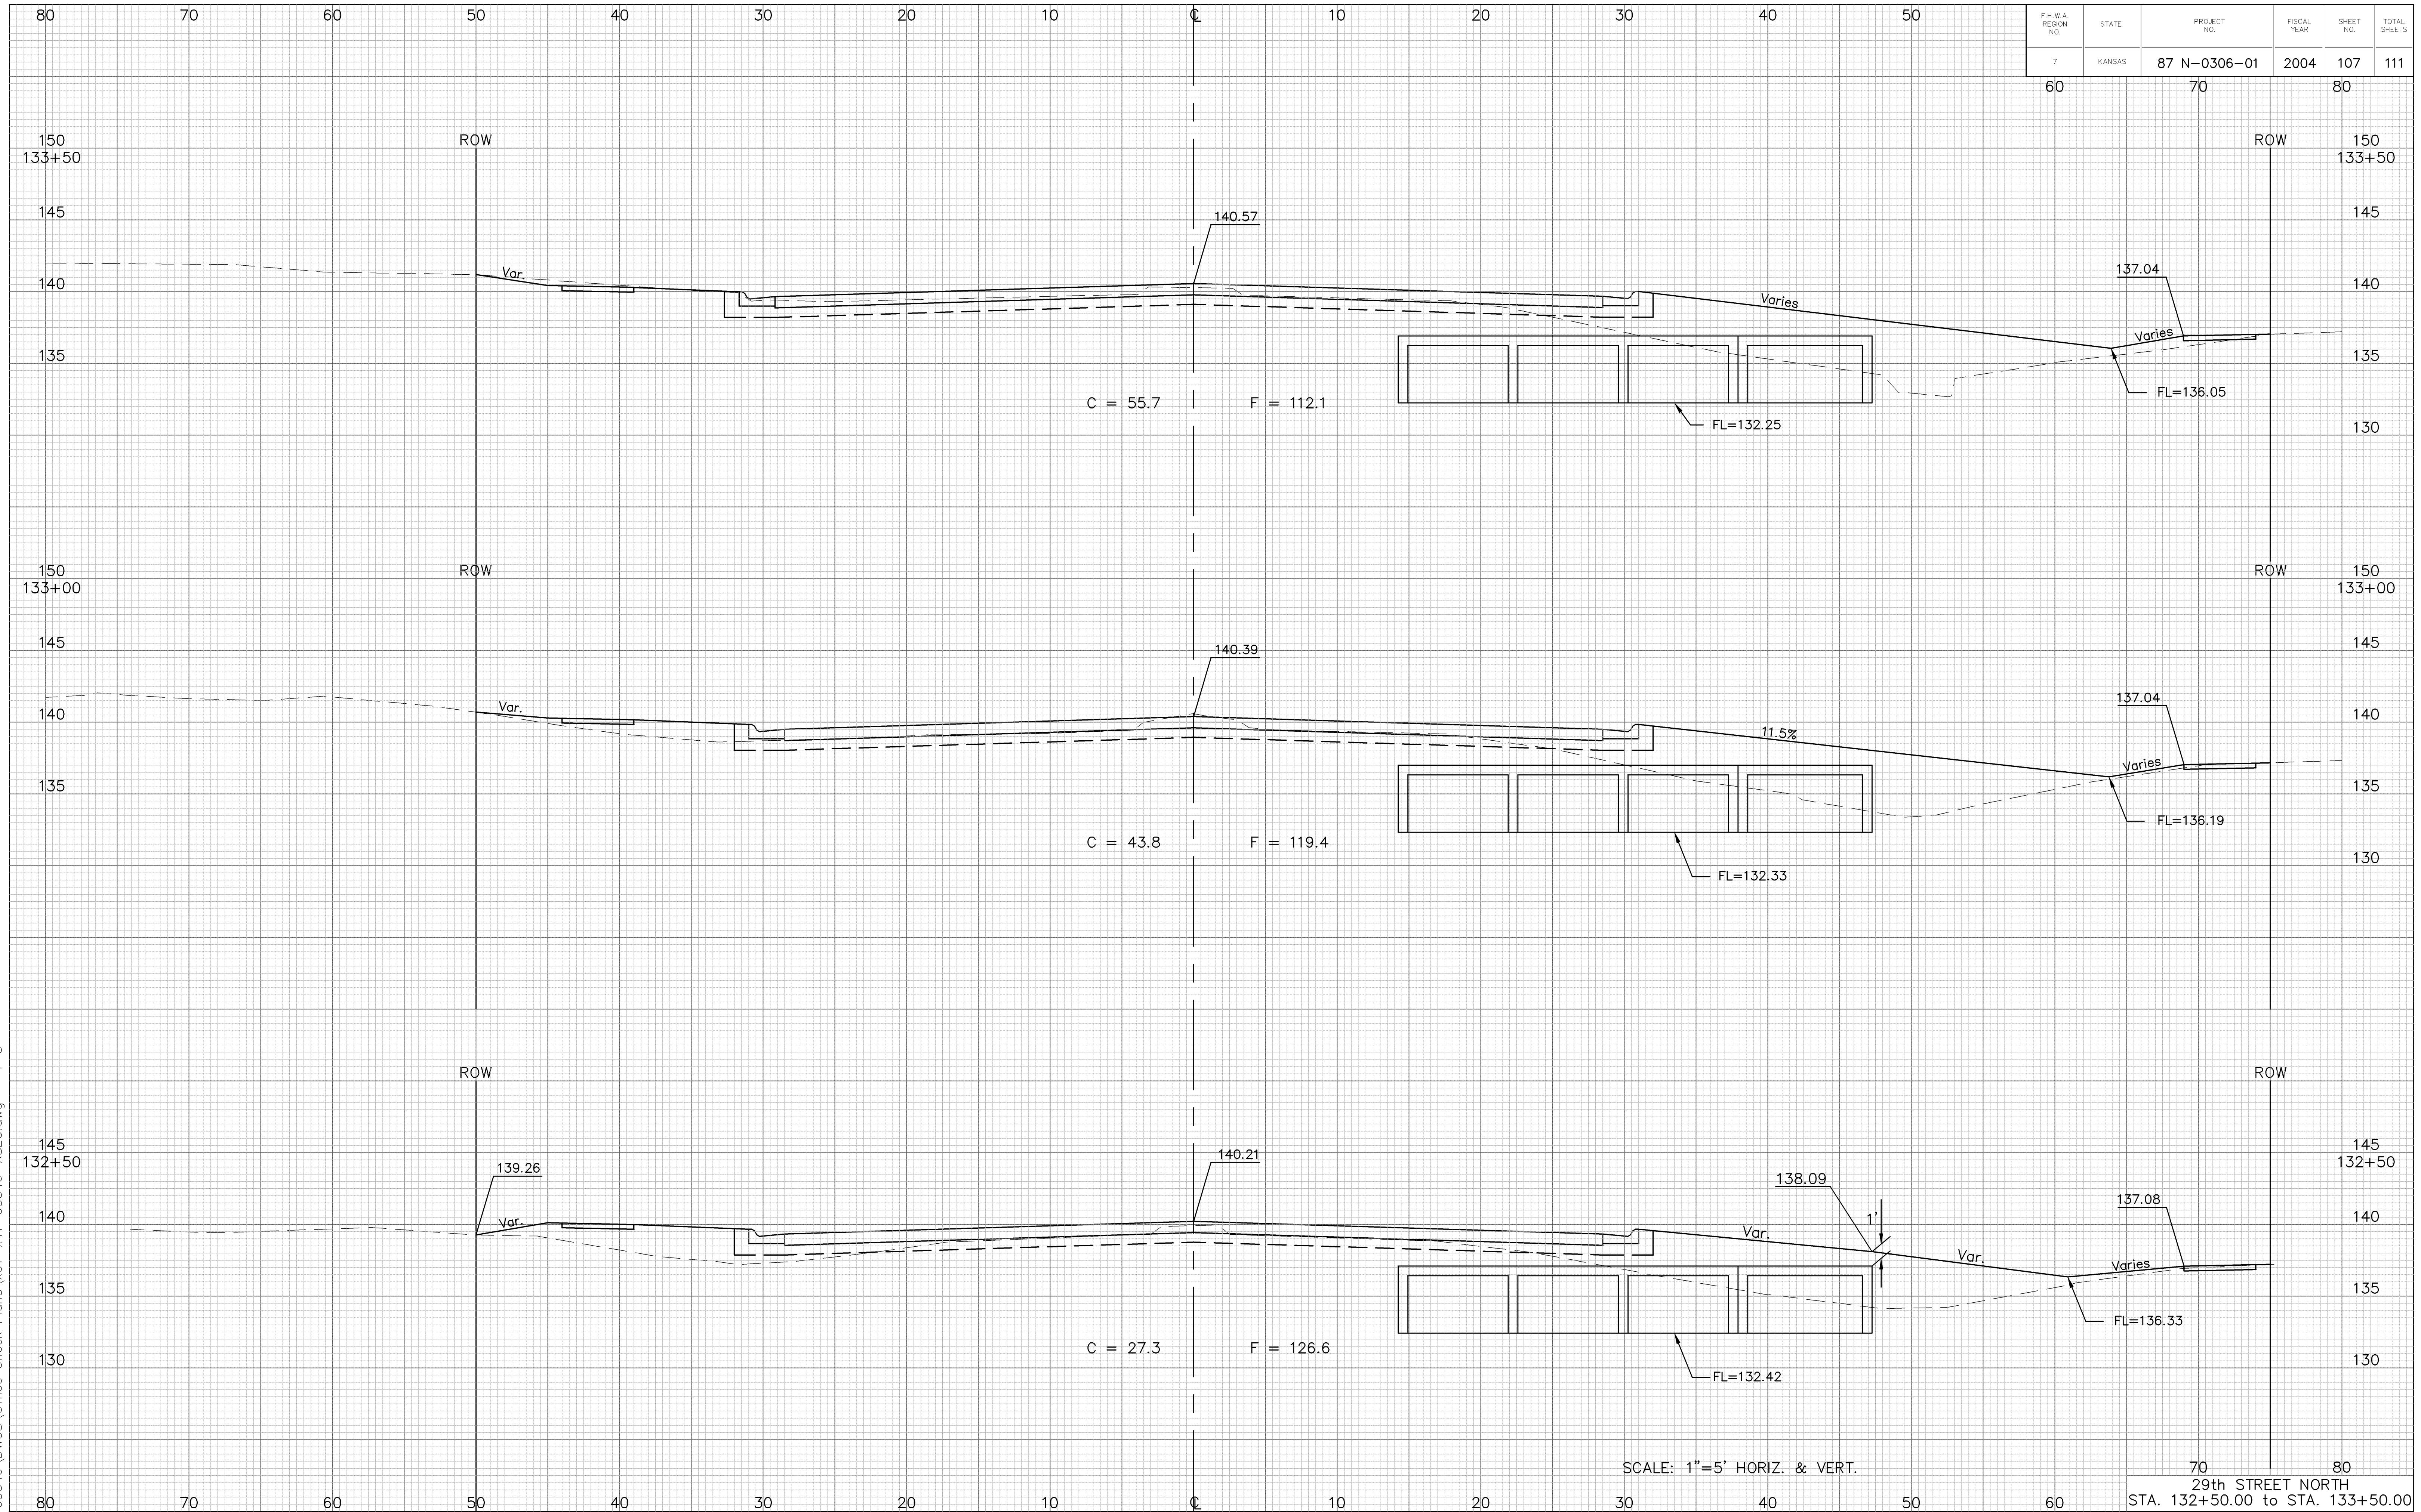 80 70 60 50 40 30 20 10 ℄ 10 20 30 40 50
F.H.W.A. REGION NO. STATE PROJECT NO. FISCAL YEAR SHEET NO. TOTAL SHEETS
7 KANSAS 87 N-0306-01 2004 107 111
60 70 80
150 ROW ROW 150
133+50 133+50
145 145
140.57
137.04
140 Var. Varies 140
135 Varies 135
FL=136.05
C = 55.7 F = 112.1
FL=132.25
130
150 ROW ROW 150
133+00 133+00
145 145
140.39
137.04
140 Var. 11.5% 140
135 Varies 135
FL=136.19
C = 43.8 F = 119.4
130
FL=132.33
ROW ROW
145 145
132+50 132+50
139.26 140.21
138.09
137.08
140 Var. Var. 1' 140
Var. Varies
135 135
FL=136.33
C = 27.3 F = 126.6
130 130
FL=132.42
SCALE: 1"=5' HORIZ. & VERT.
70 80
29th STREET NORTH
STA. 132+50.00 to STA. 133+50.00
80 70 60 50 40 30 20 10 ℄ 10 20 30 40 50